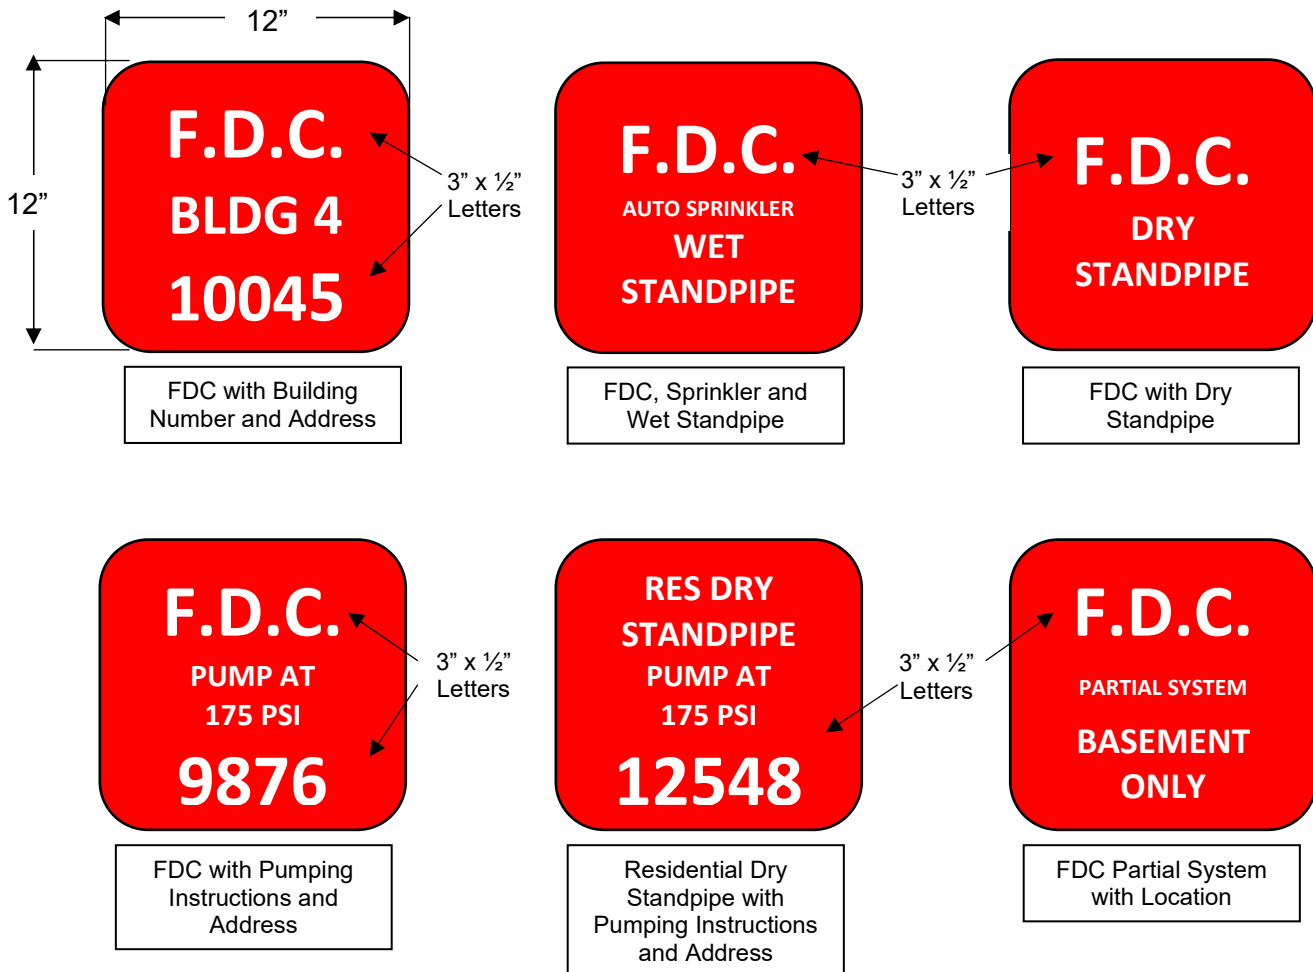 12”
12”
F.D.C.
BLDG 4
10045
3” x ½”
Letters
F.D.C.
AUTO SPRINKLER
WET
STANDPIPE
3” x ½”
Letters
F.D.C.
DRY
STANDPIPE
FDC with Building
Number and Address
FDC, Sprinkler and
Wet Standpipe
FDC with Dry
Standpipe
F.D.C.
PUMP AT
175 PSI
9876
3” x ½”
Letters
RES DRY
STANDPIPE
PUMP AT
175 PSI
12548
3” x ½”
Letters
F.D.C.
PARTIAL SYSTEM
BASEMENT
ONLY
FDC with Pumping
Instructions and
Address
Residential Dry
Standpipe with
Pumping Instructions
and Address
FDC Partial System
with Location